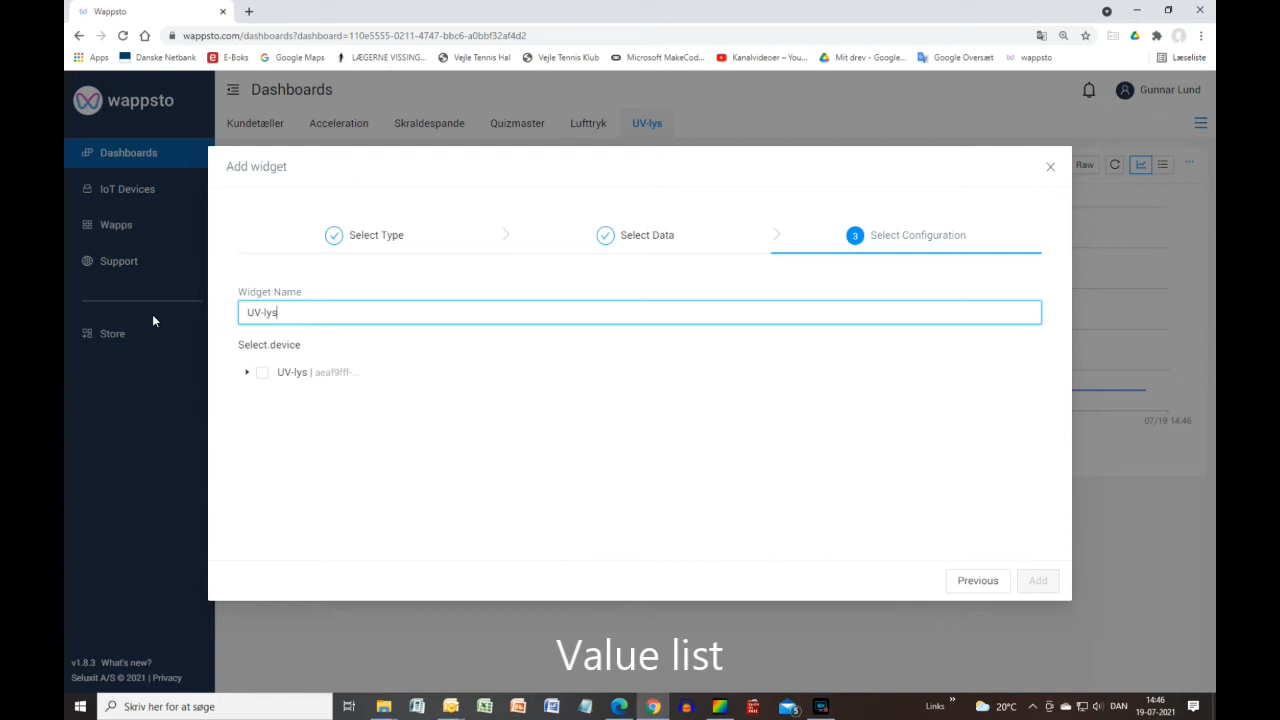 Wappsto
wappsto.com/dashboards?dashboard=110e5555-0211-4747-bbc6-a0bbf32af4d2
Apps
Danske Netbank
E-Boks
Google Maps
LÆGERNE VISSING...
Vejle Tennis Hal
Vejle Tennis Klub
Microsoft MakeCod...
Kanalvideoer – You...
Mit drev - Google...
Google Oversæt
wappsto
Læseliste
wappsto
Dashboards
Gunnar Lund
Kundetæller
Acceleration
Skraldespande
Quizmaster
Lufttryk
UV-lys
Dashboards
IoT Devices
Wapps
Support
Store
Raw
Add widget
Select Type
Select Data
3 Select Configuration
Widget Name
UV-lys
Select.device
UV-lys | aeaf9fff-...
07/19 14:46
Previous
Add
Value list
v1.8.3 What's new?
Seluxit A/S © 2021 | Privacy
Skriv her for at søge
5
Links
20°C
DAN
14:46
19-07-2021